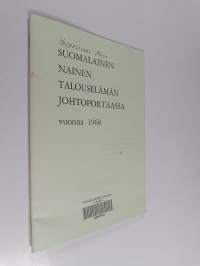 SUOMALAINEN
NAINEN
TALOUSELÄMÄN
JOHTOPORTAASSA
vuonna 1968